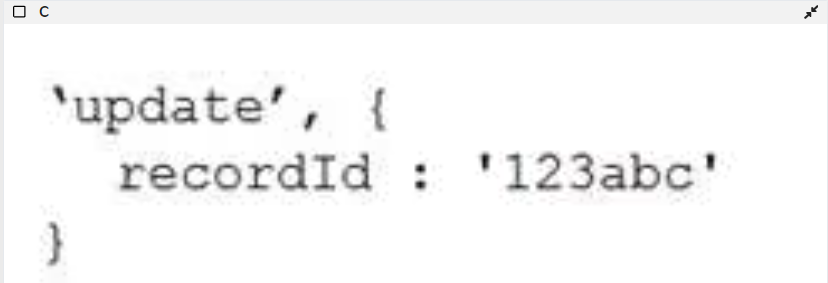 C
‘update’, {
recordId : '123abc'
}